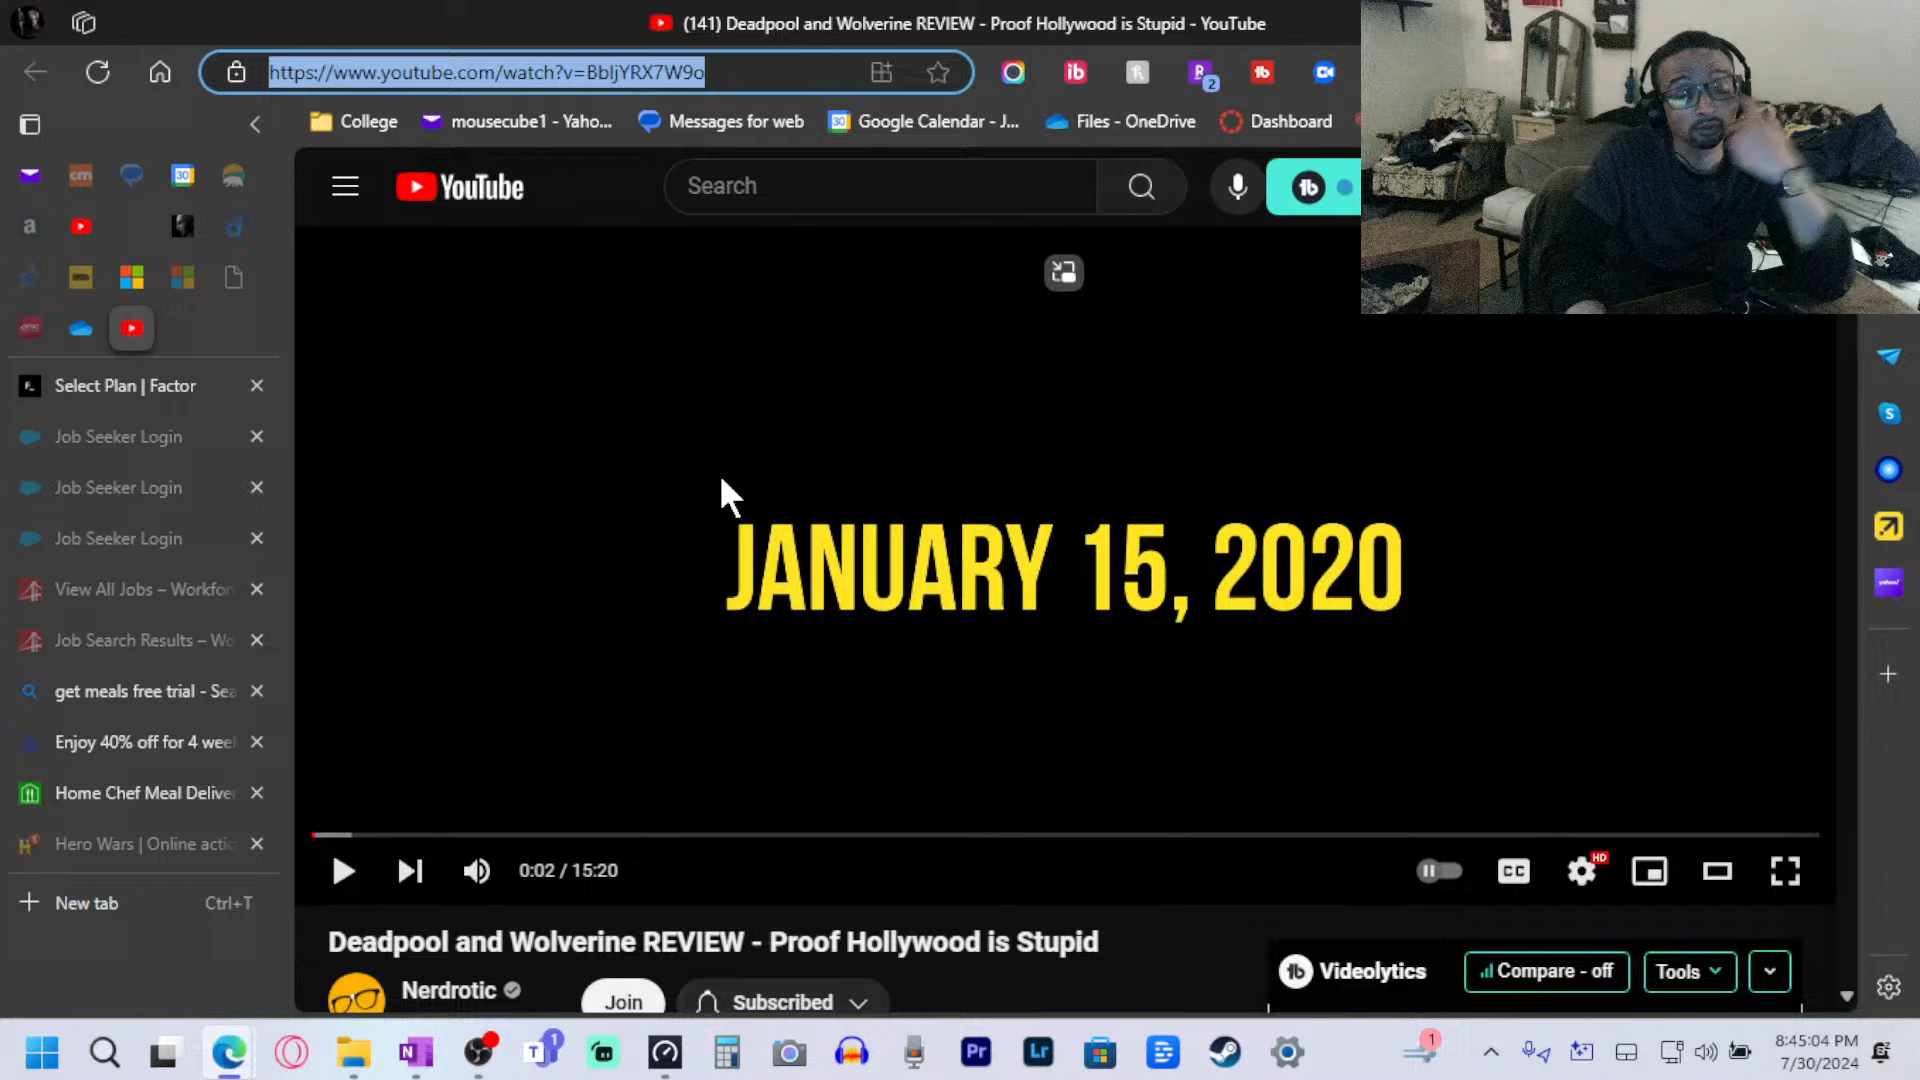 (141) Deadpool and Wolverine REVIEW - Proof Hollywood is Stupid - YouTube
https://www.youtube.com/watch?v=BbljYRX7W9o
College
mousecube1 - Yaho...
Messages for web
Google Calendar - J...
Files - OneDrive
Dashboard
YouTube
Search
JANUARY 15, 2020
Select Plan | Factor
Job Seeker Login
Job Seeker Login
Job Seeker Login
View All Jobs – Workfor
Job Search Results – Wo
get meals free trial - Sea
Enjoy 40% off for 4 wee
Home Chef Meal Delive
Hero Wars | Online actio
New tab Ctrl+T
0:02 / 15:20
CC
HD
Deadpool and Wolverine REVIEW - Proof Hollywood is Stupid
Nerdrotic
Join
Subscribed
Videolytics
Compare - off
Tools
8:45:04 PM
7/30/2024